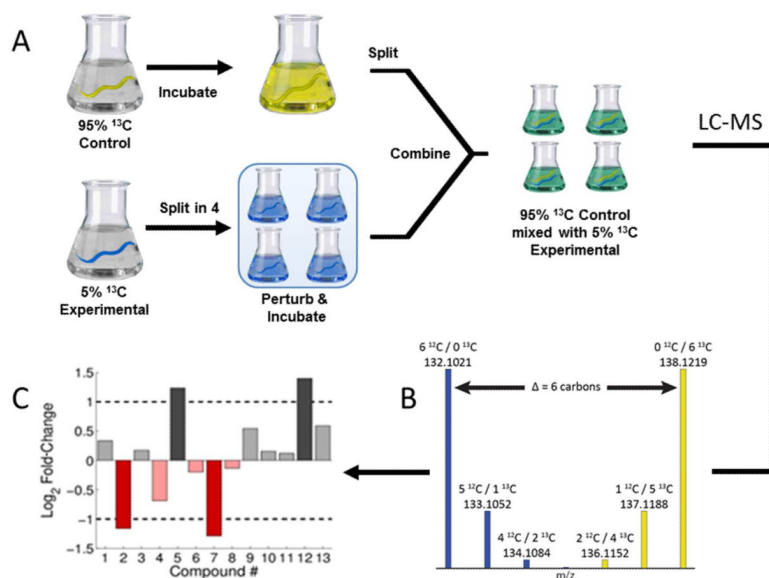 A
95% ¹³C
Control
Incubate
Split
Combine
5% ¹³C
Experimental
Split in 4
Perturb &
Incubate
95% ¹³C Control
mixed with 5% ¹³C
Experimental
LC-MS
B
6 ¹²C / 0 ¹³C
132.1021
0 ¹²C / 6 ¹³C
138.1219
Δ = 6 carbons
5 ¹²C / 1 ¹³C
133.1052
1 ¹²C / 5 ¹³C
137.1188
4 ¹²C / 2 ¹³C
134.1084
2 ¹²C / 4 ¹³C
136.1152
m/z
C
Log₂ Fold-Change
1.5
1
0.5
0
−0.5
−1
−1.5
1 2 3 4 5 6 7 8 9 10 11 12 13
Compound #